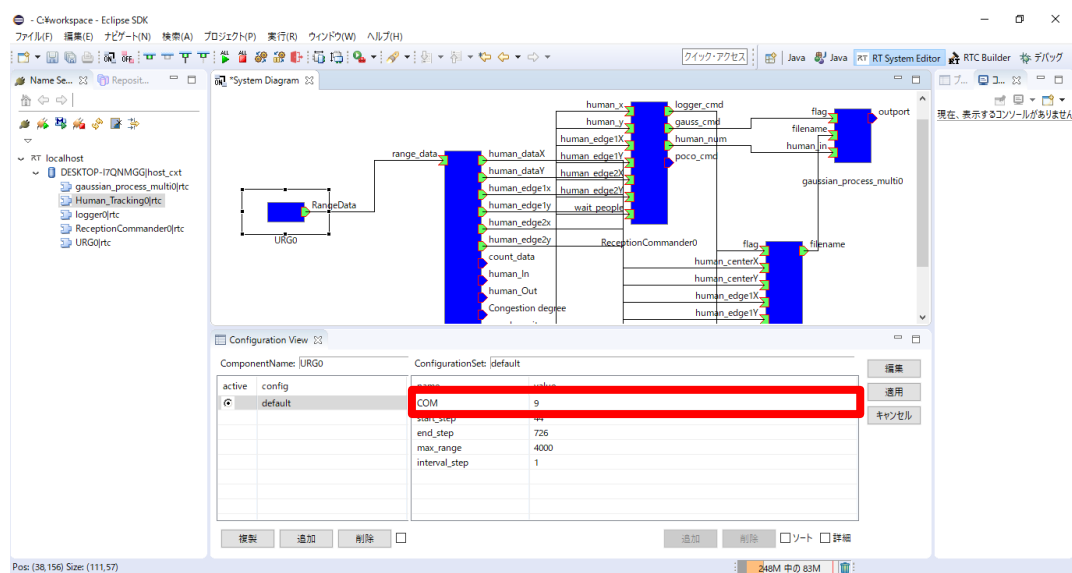 - C:¥workspace - Eclipse SDK
ファイル(F) 編集(E) ナビゲート(N) 検索(A) プロジェクト(P) 実行(R) ウィンドウ(W) ヘルプ(H)
クイック・アクセス Java Java RT RT System Editor RTC Builder デバッグ
Name Se... Reposit...
RT localhost
DESKTOP-I7QNMGG|host_cxt
gaussian_process_multi0|rtc
Human_Tracking0|rtc
logger0|rtc
ReceptionCommander0|rtc
URG0|rtc
*System Diagram
RangeData
URG0
range_data
human_dataX
human_dataY
human_edge1x
human_edge1y
human_edge2x
human_edge2y
count_data
human_In
human_Out
Congestion degree
human_x
human_y
human_edge1X
human_edge1Y
human_edge2X
human_edge2Y
wait_people
logger_cmd
gauss_cmd
human_num
poco_cmd
ReceptionCommander0
flag
filename
human_in
outport
gaussian_process_multi0
flag
human_centerX
human_centerY
human_edge1X
human_edge1Y
filename
プ... コ...
現在、表示するコンソールがありません
Configuration View
ComponentName: URG0 ConfigurationSet: default
active config
default
name value
COM 9
start_step 44
end_step 726
max_range 4000
interval_step 1
編集
適用
キャンセル
複製 追加 削除
追加 削除 ソート 詳細
Pos: (38,156) Size: (111,57)
248M 中の 83M